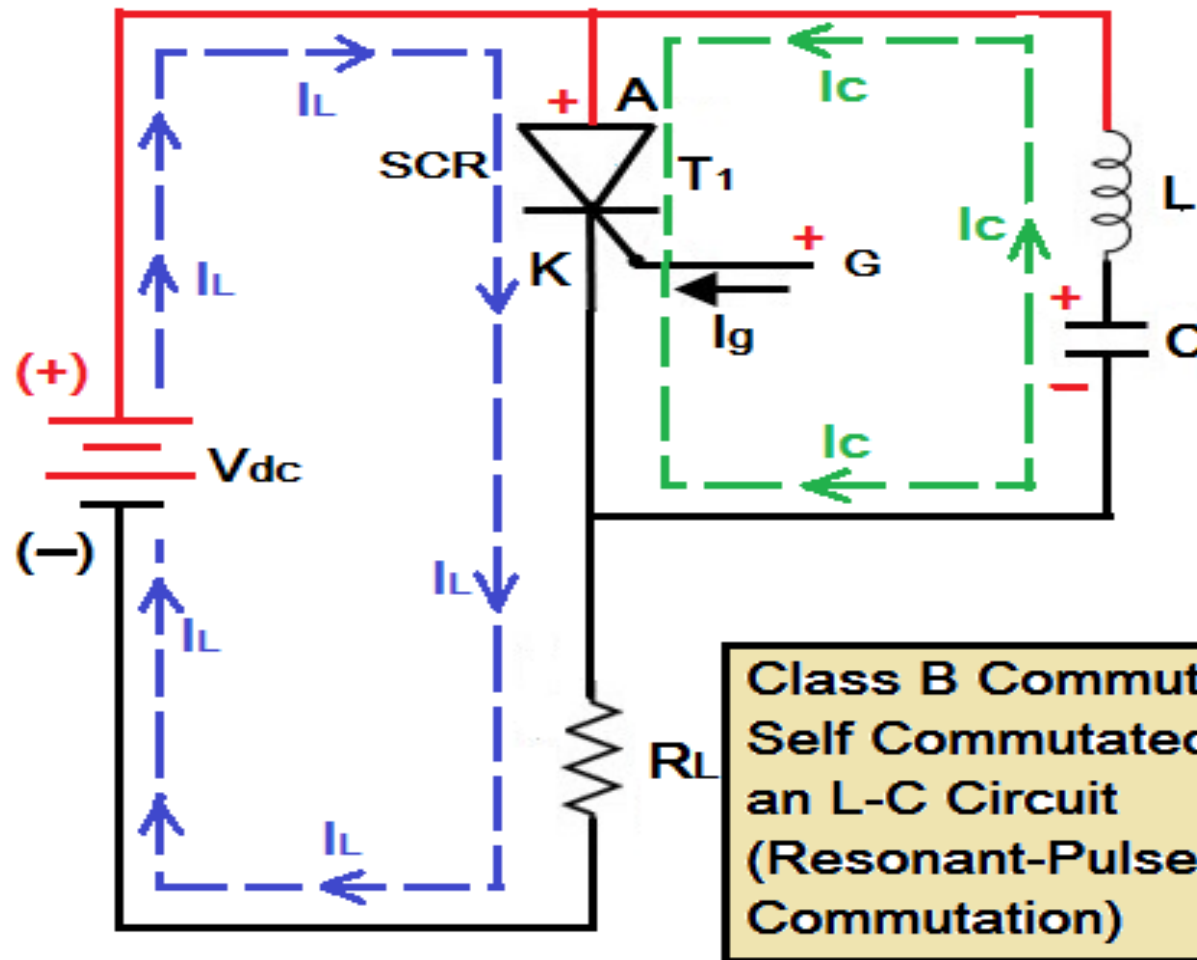 IL
Ic
+
A
SCR
T1
L
Ic
+
IL
K
G
+
Ig
C
(+)
–
Vdc
Ic
(–)
IL
IL
RL
IL
Class B Commut
Self Commutated
an L-C Circuit
(Resonant-Pulse
Commutation)